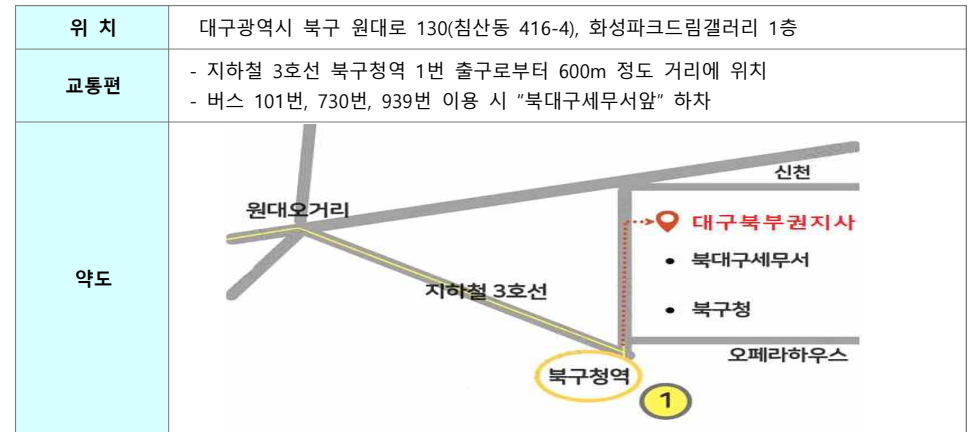 위 치
대구광역시 북구 원대로 130(침산동 416-4), 화성파크드림갤러리 1층
교통편
- 지하철 3호선 북구청역 1번 출구로부터 600m 정도 거리에 위치
- 버스 101번, 730번, 939번 이용 시 "북대구세무서앞" 하차
약도
신천
원대오거리
대구북부권지사
• 북대구세무서
지하철 3호선
• 북구청
오페라하우스
북구청역
1